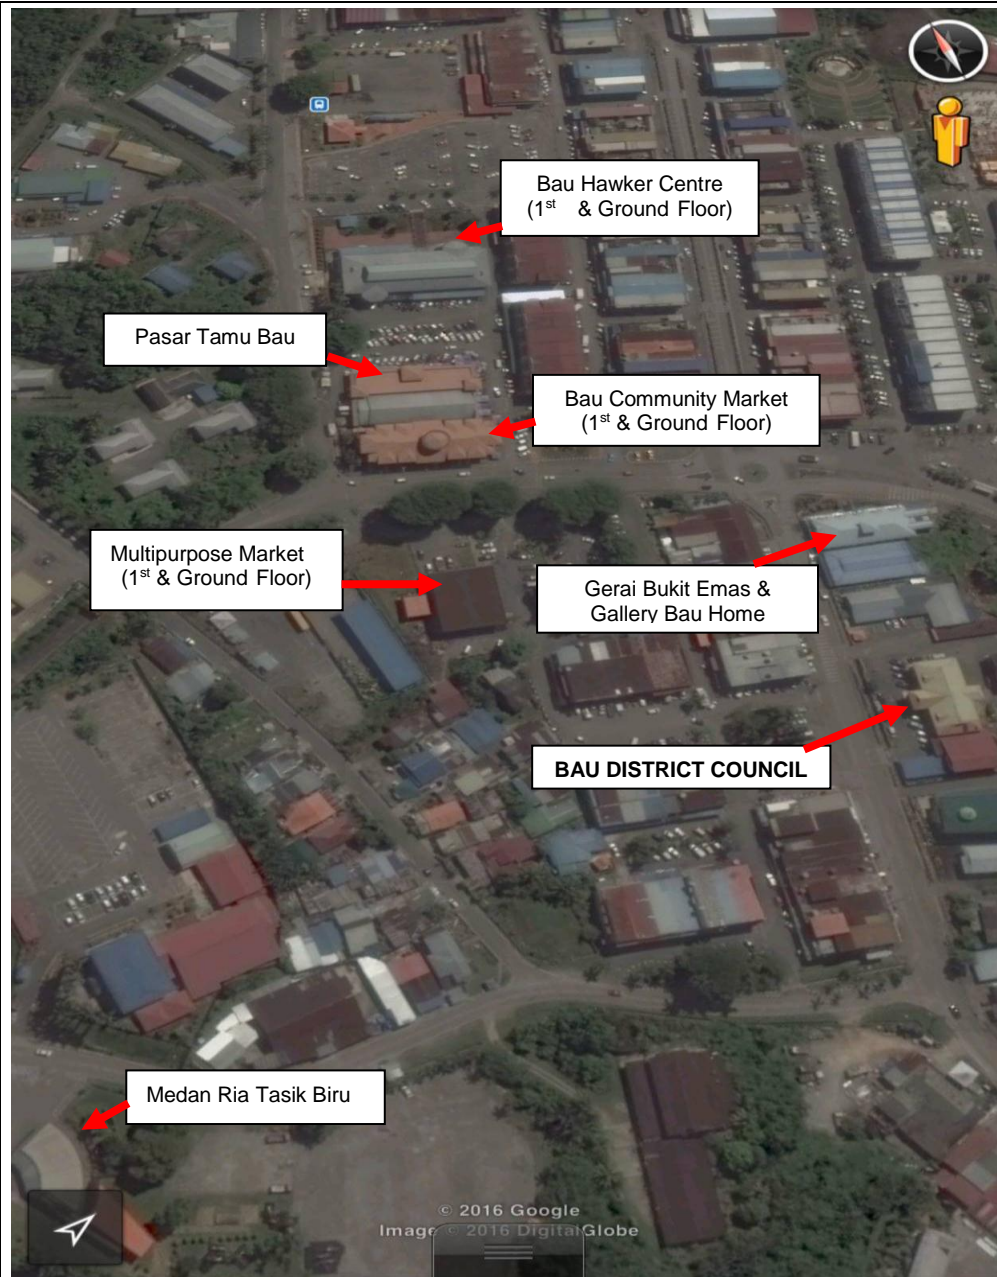 Bau Hawker Centre
(1st & Ground Floor)
Pasar Tamu Bau
Bau Community Market
(1st & Ground Floor)
Multipurpose Market
(1st & Ground Floor)
Gerai Bukit Emas &
Gallery Bau Home
BAU DISTRICT COUNCIL
Medan Ria Tasik Biru
© 2016 Google
Image © 2016 DigitalGlobe